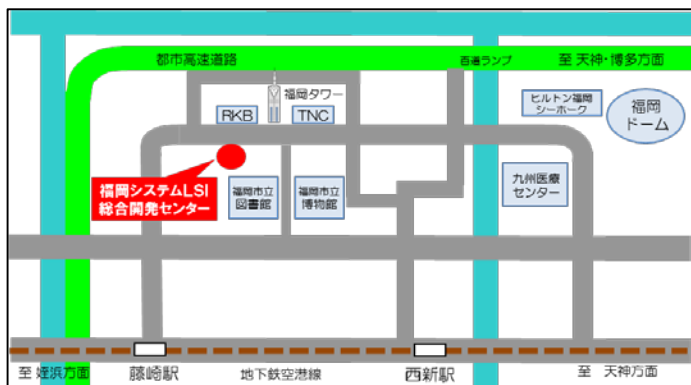 都市高速道路
百道ランプ
至 天神・博多方面
福岡タワー
ヒルトン福岡
シーホーク
福岡
ドーム
RKB
TNC
福岡システムLSI
総合開発センター
福岡市立
図書館
福岡市立
博物館
九州医療
センター
至 姪浜方面
藤崎駅
地下鉄空港線
西新駅
至 天神方面